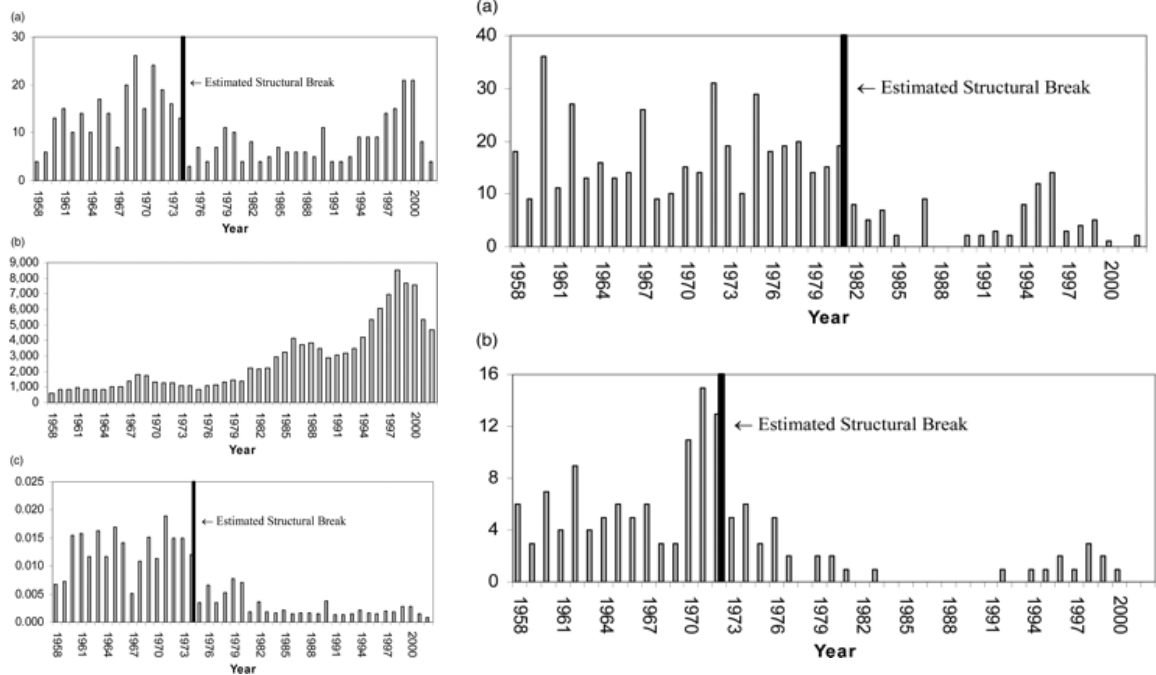 (a)
30
20
10
0
← Estimated Structural Break
1958 1961 1964 1967 1970 1973 1976 1979 1982 1985 1988 1991 1994 1997 2000
Year
(b)
9,000
8,000
7,000
6,000
5,000
4,000
3,000
2,000
1,000
0
1958 1961 1964 1967 1970 1973 1976 1979 1982 1985 1988 1991 1994 1997 2000
Year
(c)
0.025
0.020
0.015
0.010
0.005
0.000
← Estimated Structural Break
1958 1961 1964 1967 1970 1973 1976 1979 1982 1985 1988 1991 1994 1997 2000
Year
(a)
40
30
20
10
0
← Estimated Structural Break
1958 1961 1964 1967 1970 1973 1976 1979 1982 1985 1988 1991 1994 1997 2000
Year
(b)
16
12
8
4
0
← Estimated Structural Break
1958 1961 1964 1967 1970 1973 1976 1979 1982 1985 1988 1991 1994 1997 2000
Year